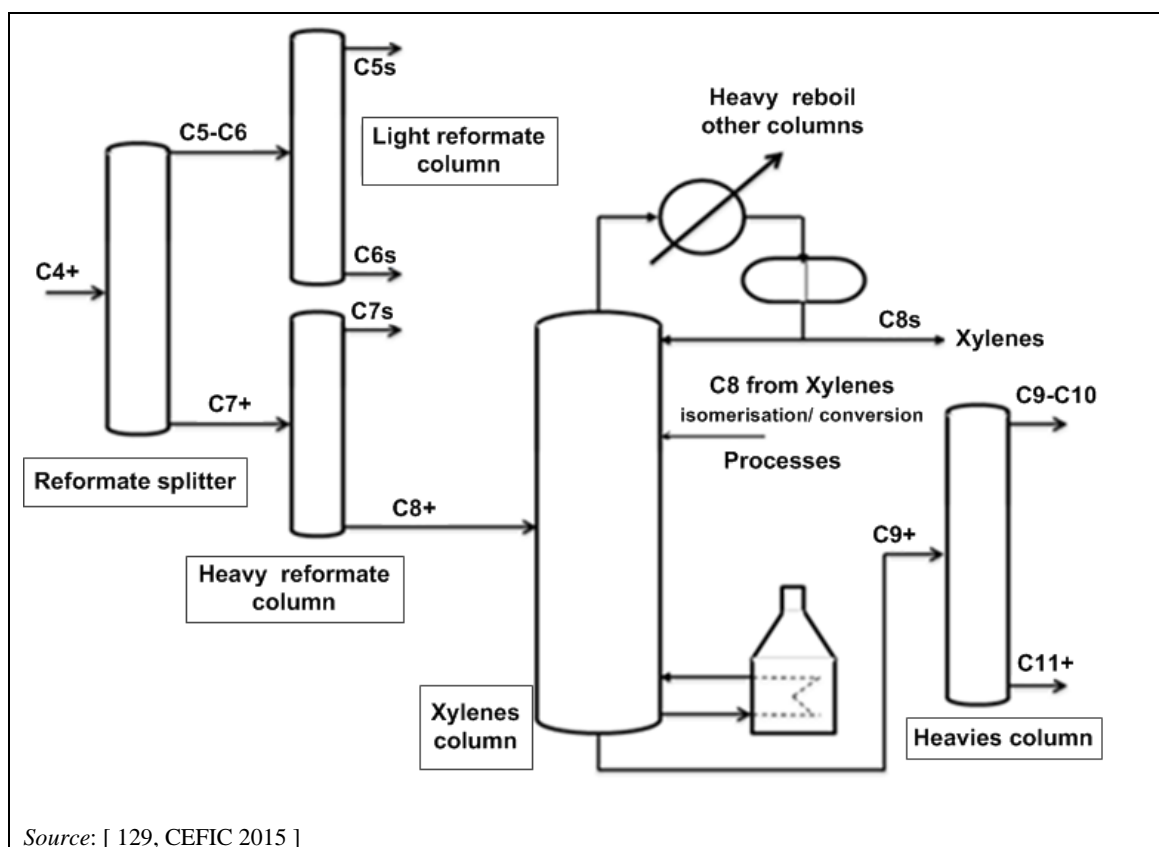 C5s
C5-C6
Light reformate
column
C6s
C4+
C7s
C7+
Reformate splitter
Heavy reformate
column
C8+
Heavy reboil
other columns
C8s
Xylenes
C8 from Xylenes
isomerisation/ conversion
Processes
Xylenes
column
C9-C10
C9+
C11+
Heavies column
Source: [ 129, CEFIC 2015 ]